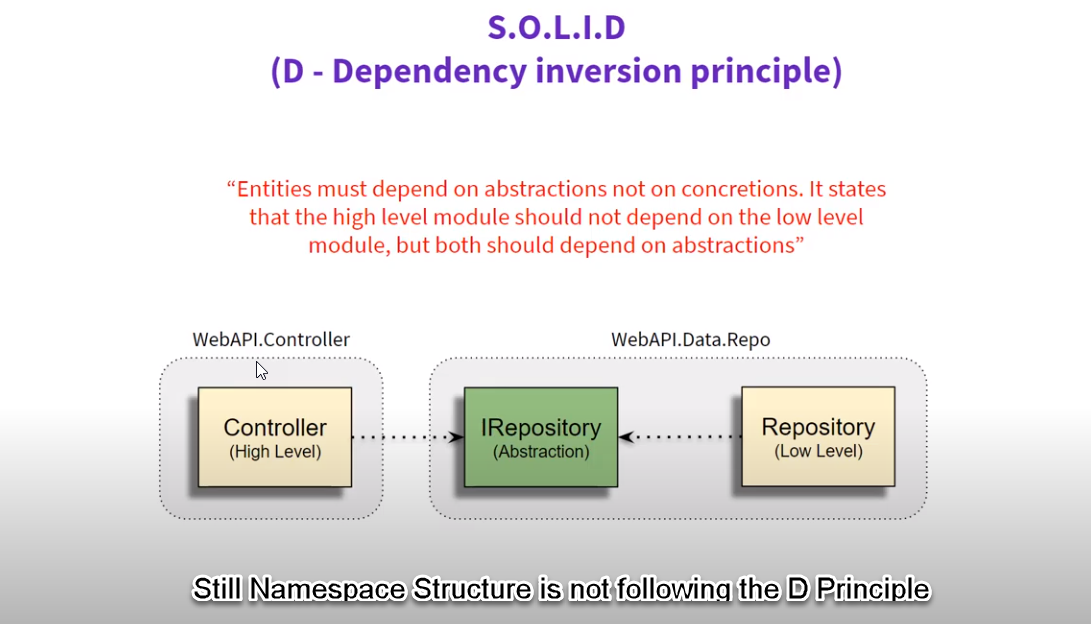 S.O.L.I.D
(D - Dependency inversion principle)
“Entities must depend on abstractions not on concretions. It states
that the high level module should not depend on the low level
module, but both should depend on abstractions”
WebAPI.Controller
WebAPI.Data.Repo
Controller
(High Level)
IRepository
(Abstraction)
Repository
(Low Level)
Still Namespace Structure is not following the D Principle